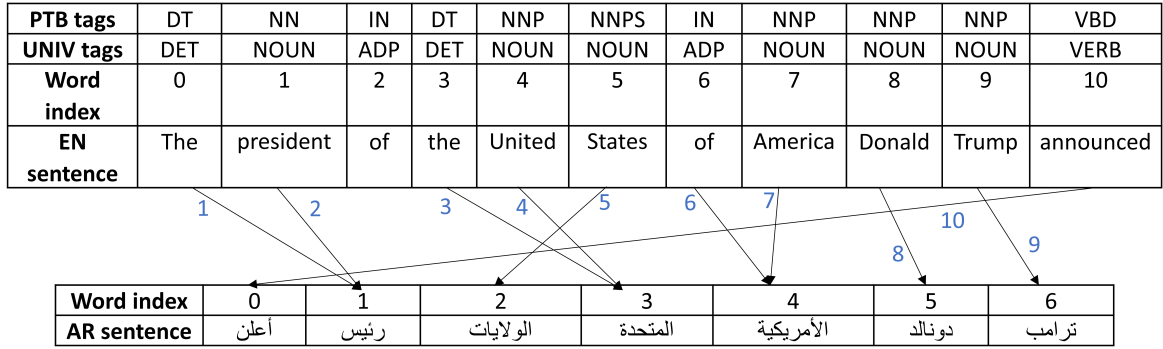 PTB tags DT NN IN DT NNP NNPS IN NNP NNP NNP VBD
UNIV tags DET NOUN ADP DET NOUN NOUN ADP NOUN NOUN NOUN VERB
Word index 0 1 2 3 4 5 6 7 8 9 10
EN sentence The president of the United States of America Donald Trump announced
1 2 3 4 5 6 7 8 10 9
Word index 0 1 2 3 4 5 6
AR sentence أعلن رئيس الولايات المتحدة الأمريكية دونالد ترامب